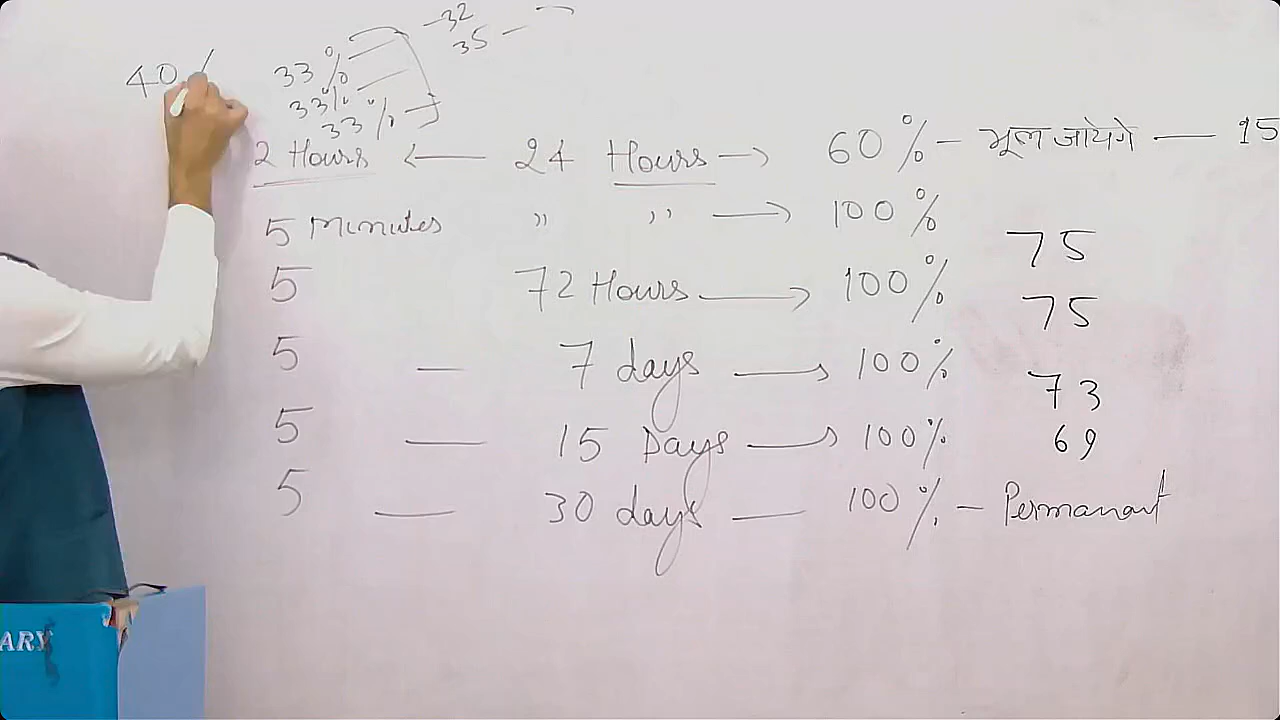 -32
35 -
40 %
33 %
33%
33 %
2 Hours ← 24 Hours → 60 % - भूल जायेंगे — 15
5 Minutes " " → 100 %
75
5 72 Hours → 100 %
75
5 — 7 days → 100 %
73
5 — 15 Days → 100 %
69
5 — 30 days — 100 % - Permanant
ARY